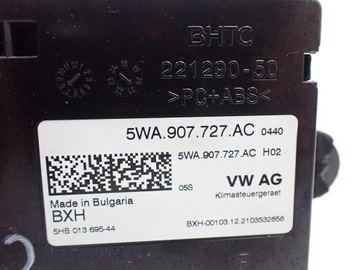 BHTC
221290-50
>PC+ABS<
5WA.907.727.AC 0440
5WA.907.727.AC H02
05S VW AG
Made in Bulgaria Klimasteuergeraet
BXH
5HB 013 695-44 BXH-00103.12.2103532658